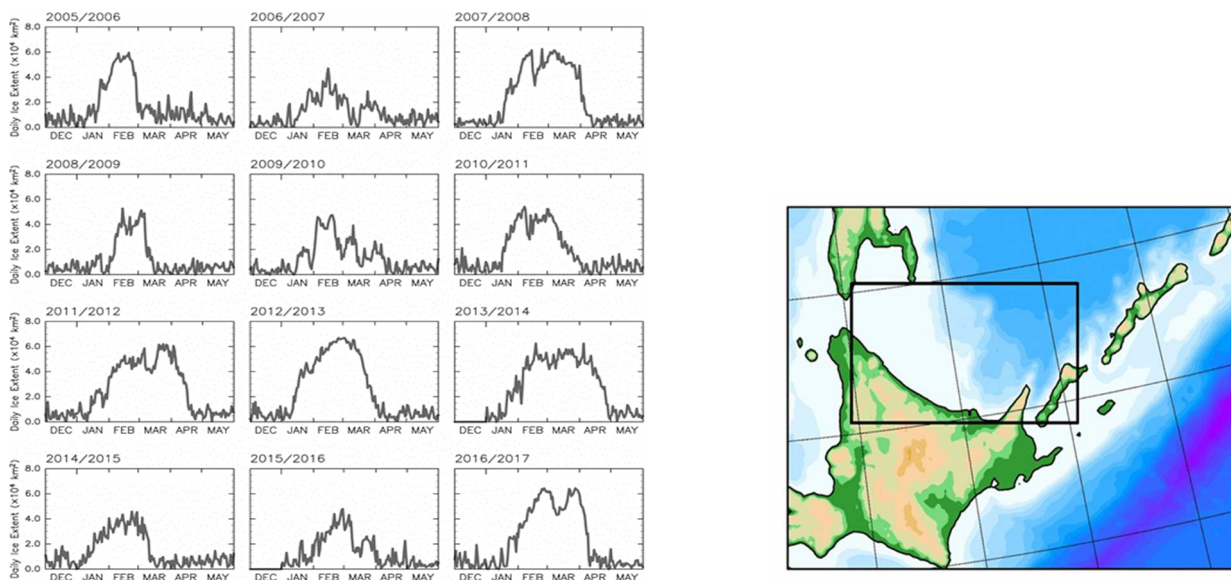 2005/2006 2006/2007 2007/2008
Daily Ice Extent (×10⁴ km²)
8.0
6.0
4.0
2.0
0.0
DEC JAN FEB MAR APR MAY DEC JAN FEB MAR APR MAY DEC JAN FEB MAR APR MAY
2008/2009 2009/2010 2010/2011
Daily Ice Extent (×10⁴ km²)
8.0
6.0
4.0
2.0
0.0
DEC JAN FEB MAR APR MAY DEC JAN FEB MAR APR MAY DEC JAN FEB MAR APR MAY
2011/2012 2012/2013 2013/2014
Daily Ice Extent (×10⁴ km²)
8.0
6.0
4.0
2.0
0.0
DEC JAN FEB MAR APR MAY DEC JAN FEB MAR APR MAY DEC JAN FEB MAR APR MAY
2014/2015 2015/2016 2016/2017
Daily Ice Extent (×10⁴ km²)
8.0
6.0
4.0
2.0
0.0
DEC JAN FEB MAR APR MAY DEC JAN FEB MAR APR MAY DEC JAN FEB MAR APR MAY